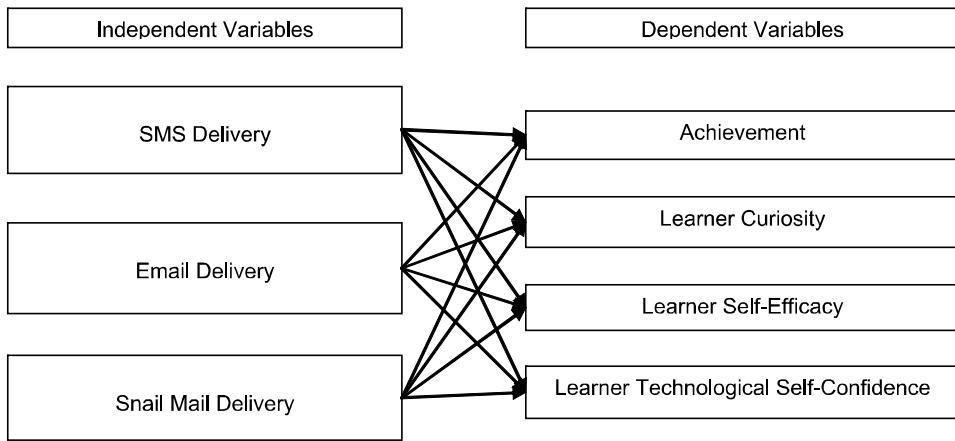 Independent Variables
Dependent Variables
SMS Delivery
Achievement
Learner Curiosity
Email Delivery
Learner Self-Efficacy
Snail Mail Delivery
Learner Technological Self-Confidence